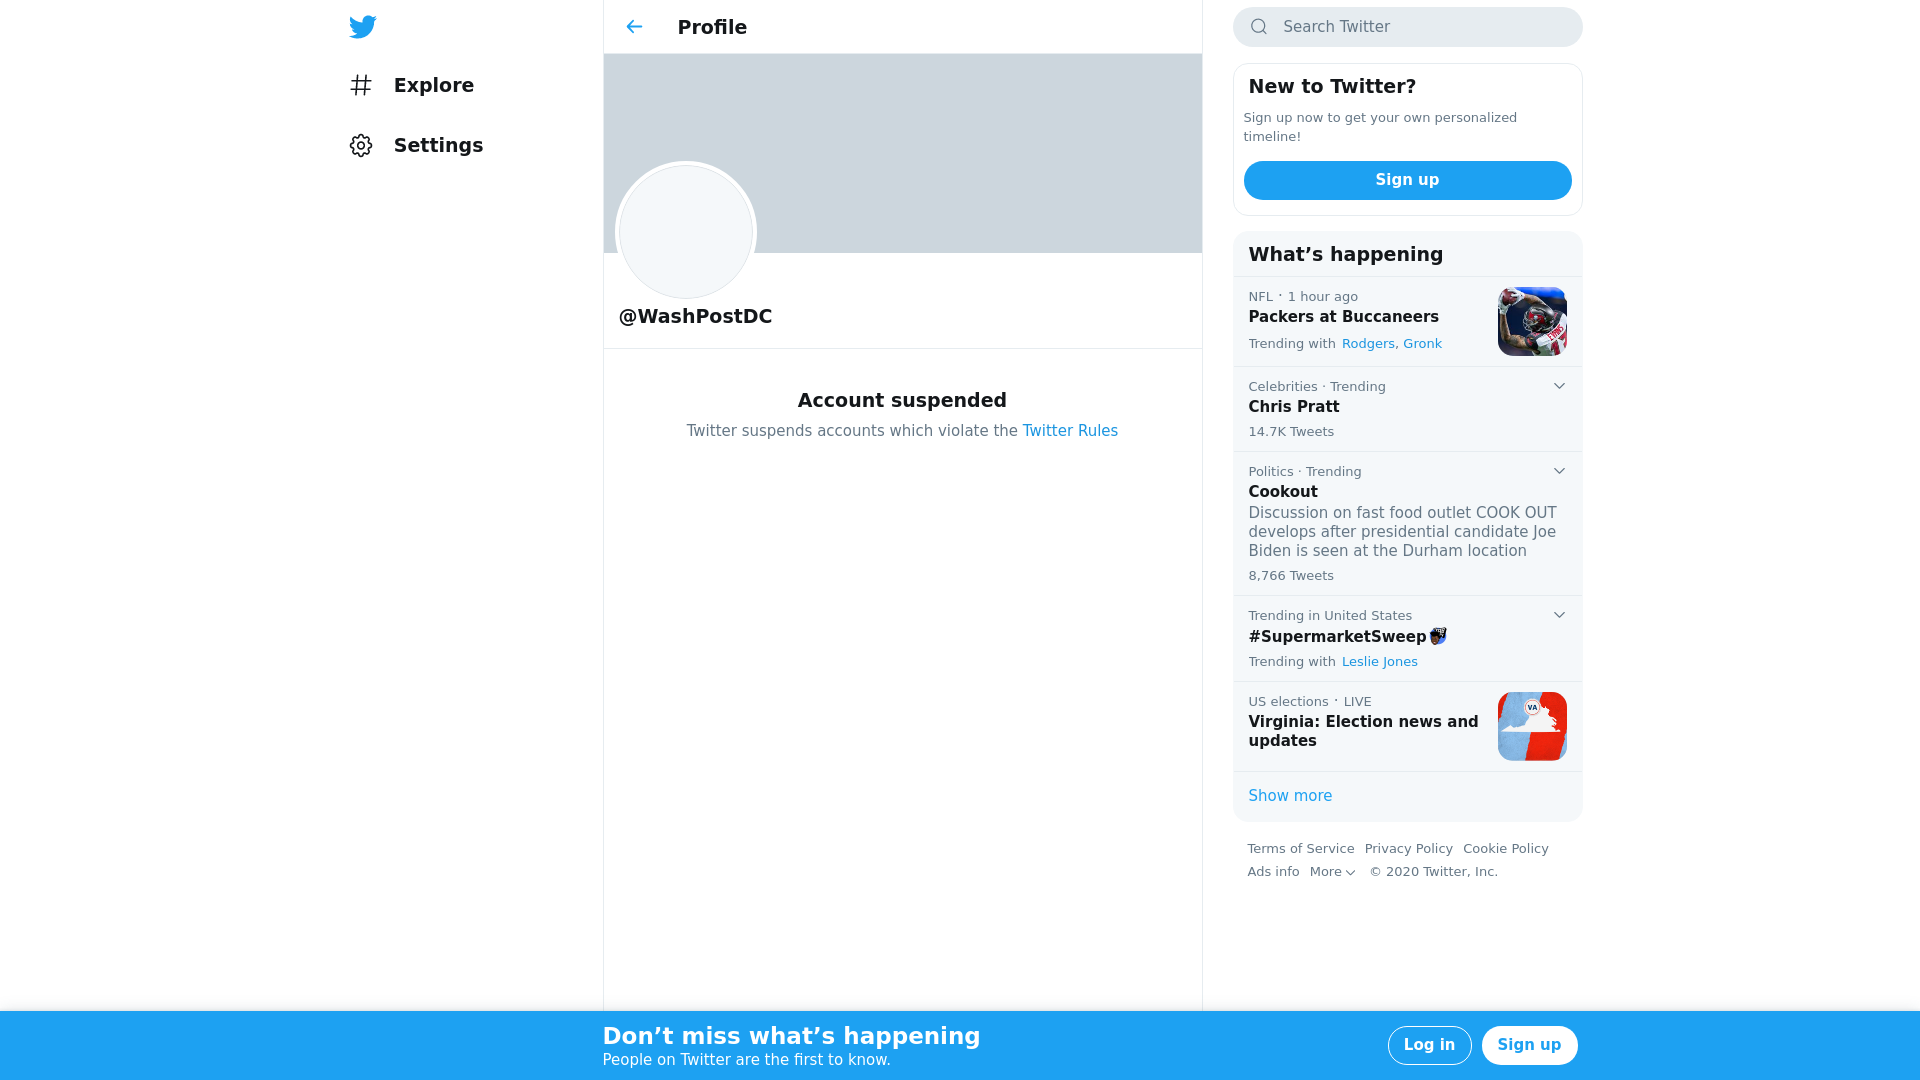 Explore
Settings
Profile
@WashPostDC
Account suspended
Twitter suspends accounts which violate the Twitter Rules
Search Twitter
New to Twitter?
Sign up now to get your own personalized
timeline!
Sign up
What’s happening
NFL · 1 hour ago
Packers at Buccaneers
Trending with Rodgers, Gronk
Celebrities · Trending
Chris Pratt
14.7K Tweets
Politics · Trending
Cookout
Discussion on fast food outlet COOK OUT
develops after presidential candidate Joe
Biden is seen at the Durham location
8,766 Tweets
Trending in United States
#SupermarketSweep
Trending with Leslie Jones
US elections · LIVE
Virginia: Election news and
updates
VA
Show more
Terms of Service Privacy Policy Cookie Policy
Ads info More © 2020 Twitter, Inc.
Don’t miss what’s happening
People on Twitter are the first to know.
Log in
Sign up